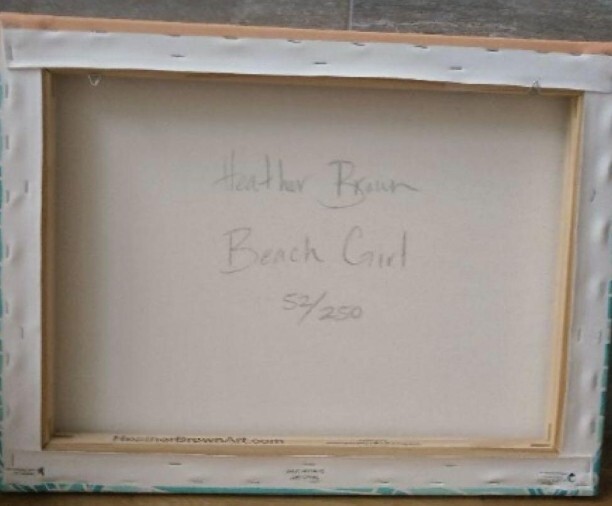 Heather Brown
Beach Girl
52/250
HeatherBrownArt.com